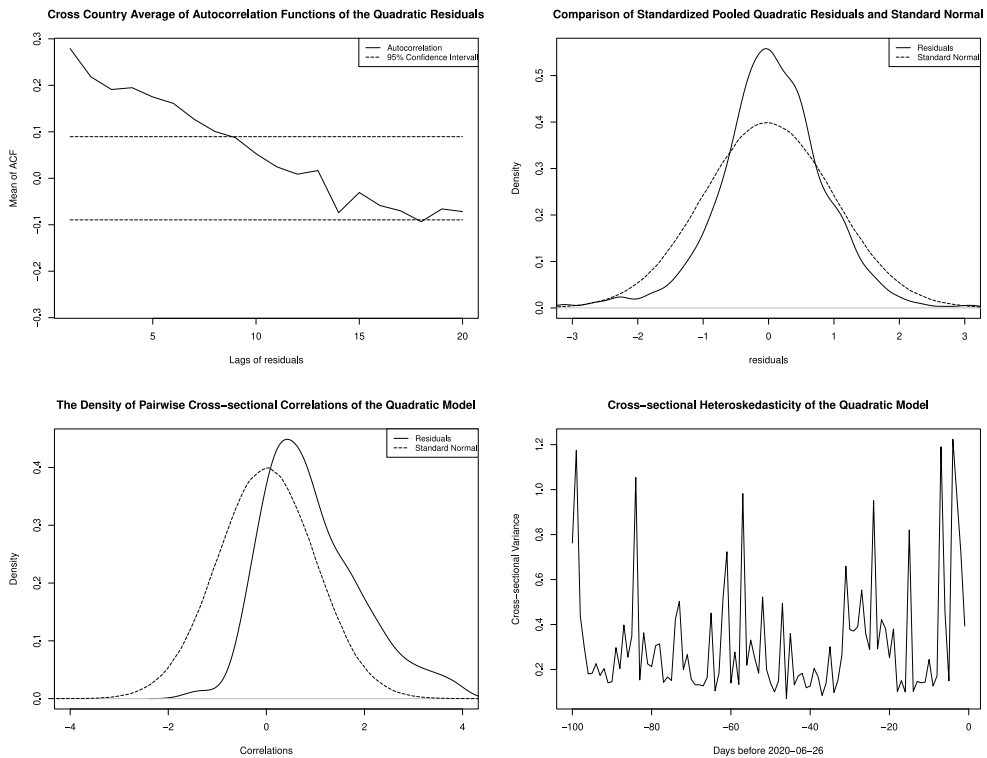 Cross Country Average of Autocorrelation Functions of the Quadratic Residuals
Autocorrelation
95% Confidence Intervall
Mean of ACF
0.3
0.2
0.1
0.0
−0.1
−0.2
−0.3
5 10 15 20
Lags of residuals
Comparison of Standardized Pooled Quadratic Residuals and Standard Normal
Residuals
Standard Normal
Density
0.5
0.4
0.3
0.2
0.1
0.0
−3 −2 −1 0 1 2 3
residuals
The Density of Pairwise Cross−sectional Correlations of the Quadratic Model
Residuals
Standard Normal
Density
0.4
0.3
0.2
0.1
0.0
−4 −2 0 2 4
Correlations
Cross−sectional Heteroskedasticity of the Quadratic Model
Cross−sectional Variance
1.2
1.0
0.8
0.6
0.4
0.2
−100 −80 −60 −40 −20 0
Days before 2020−06−26